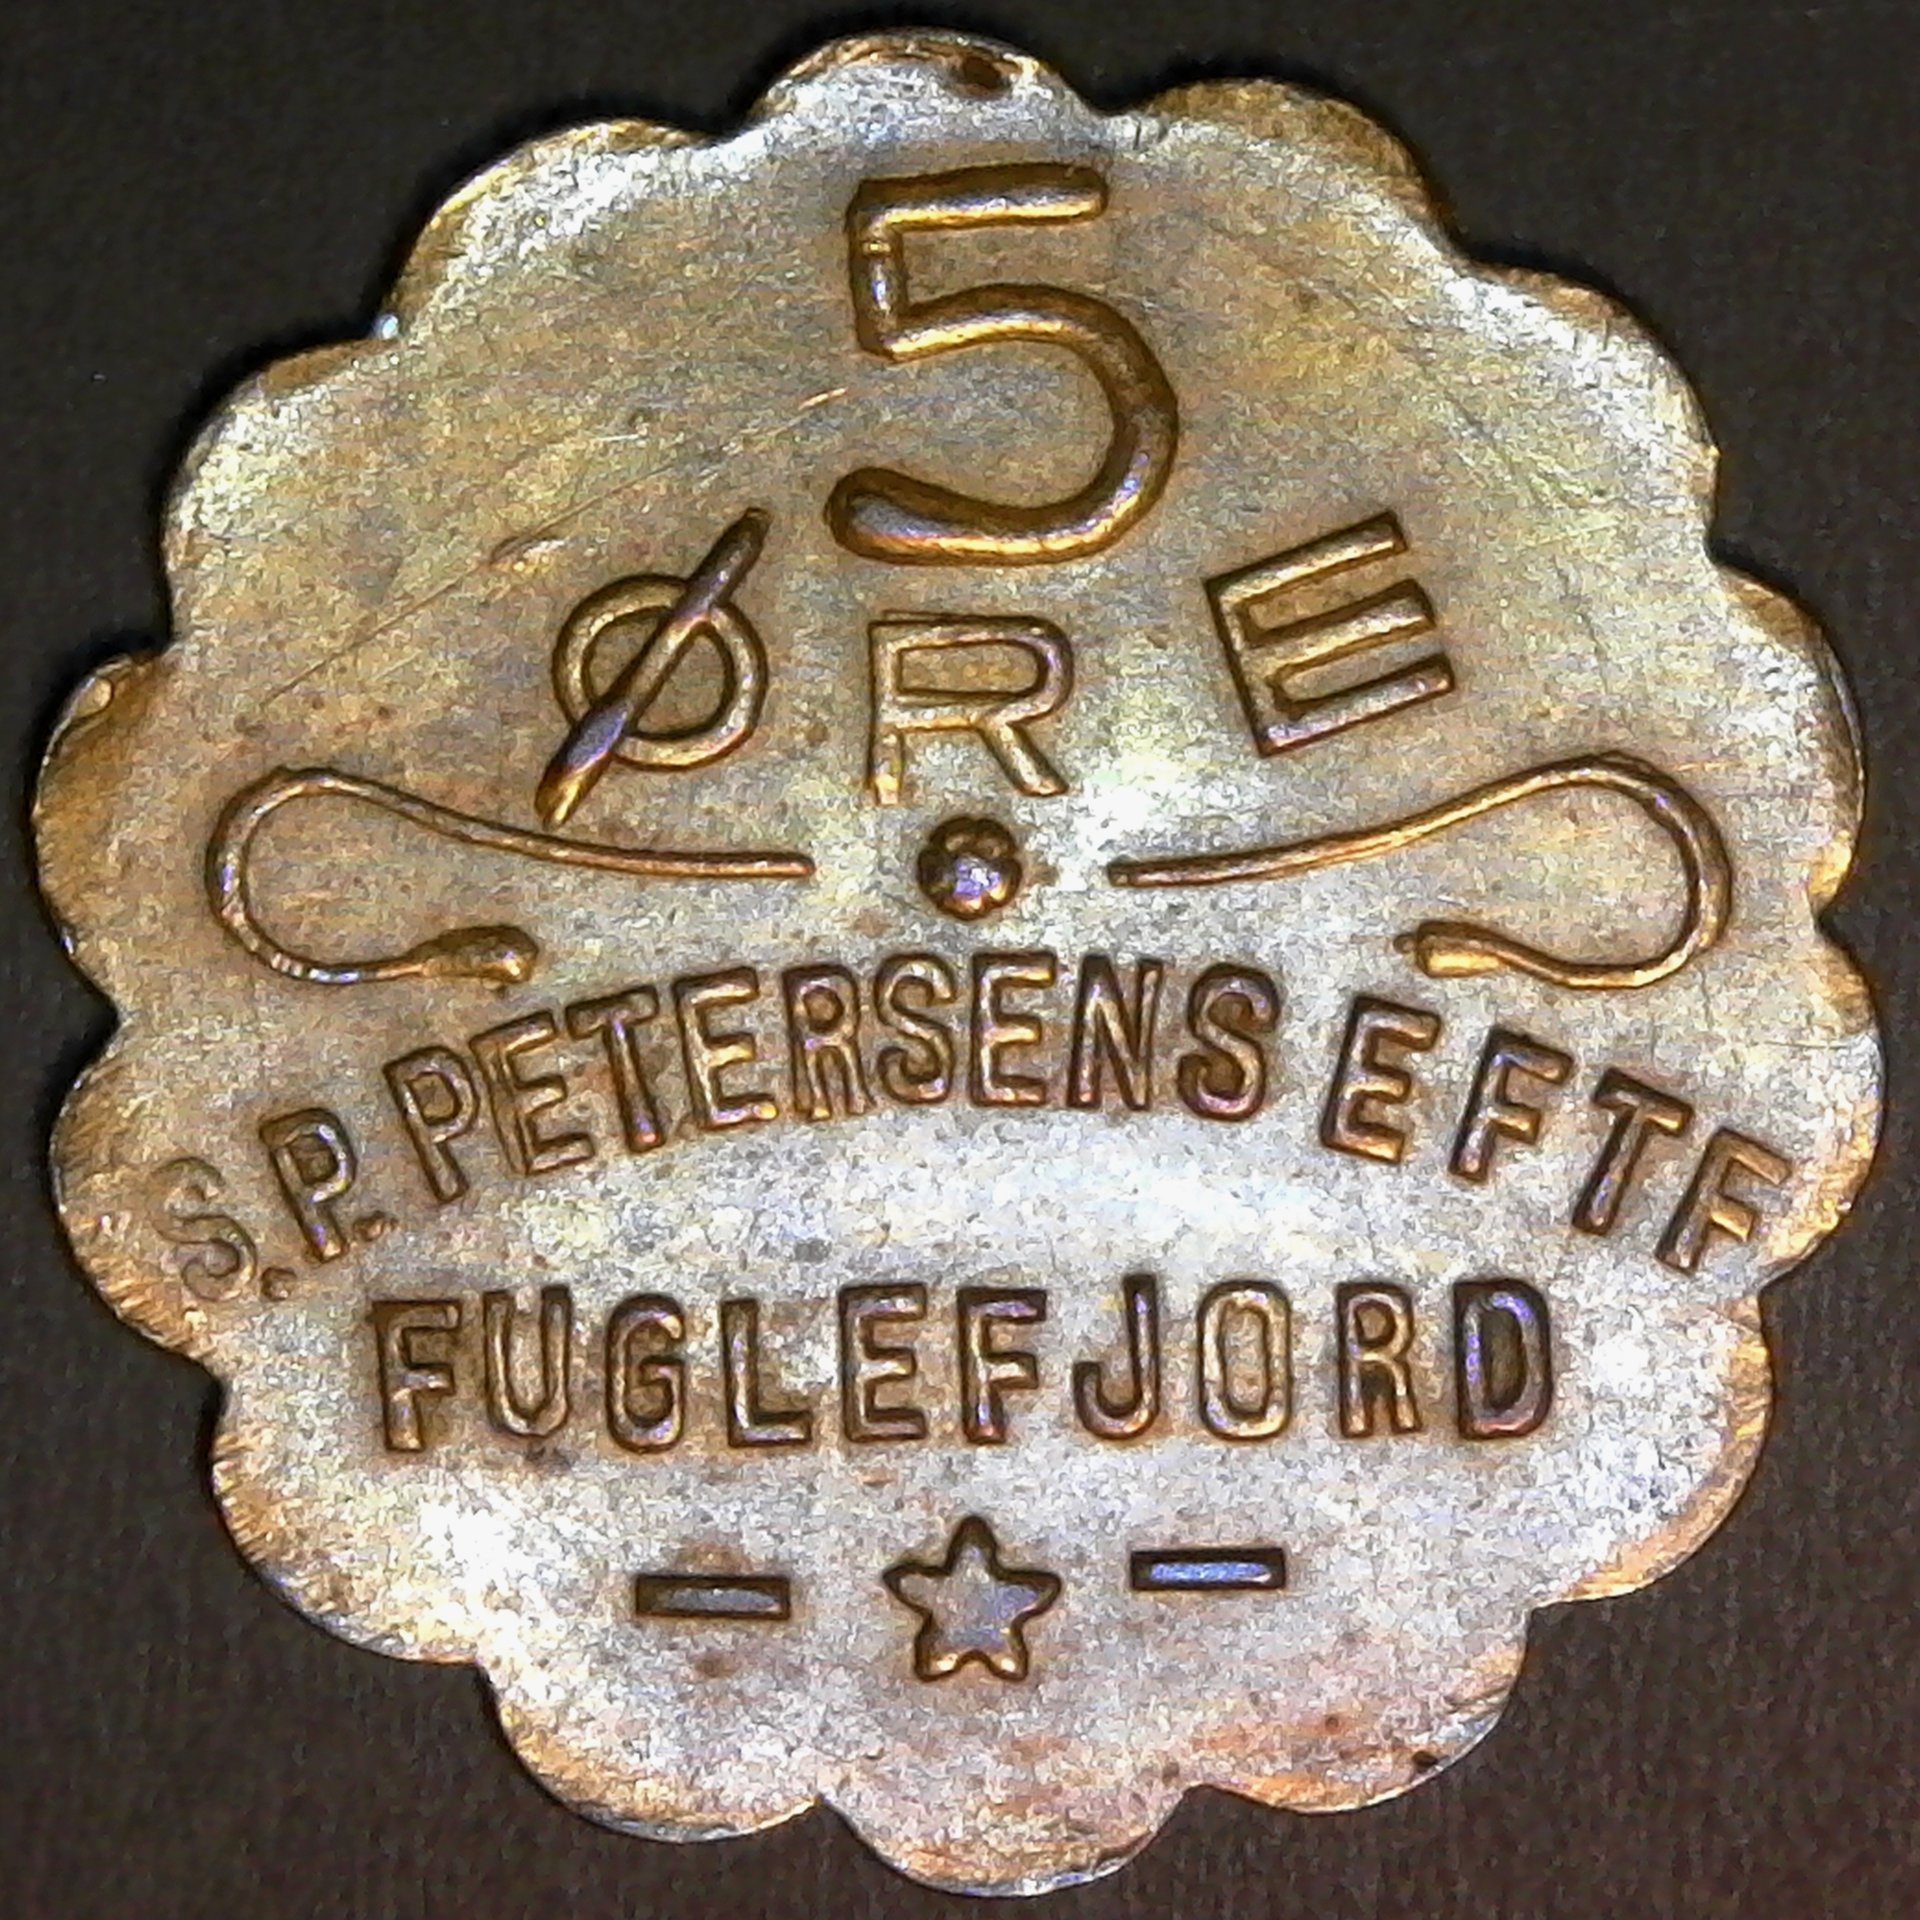 5
ØRE
S.P. PETERSENS EFTF
FUGLEFJORD